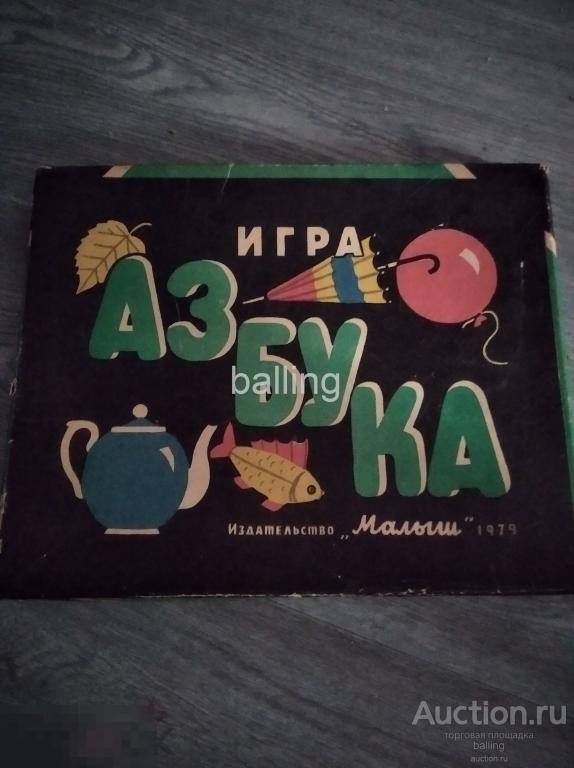 ИГРА
АЗБУКА
balling
Издательство „Малыш" 1979
Auction.ru
торговая площадка
balling
auction.ru